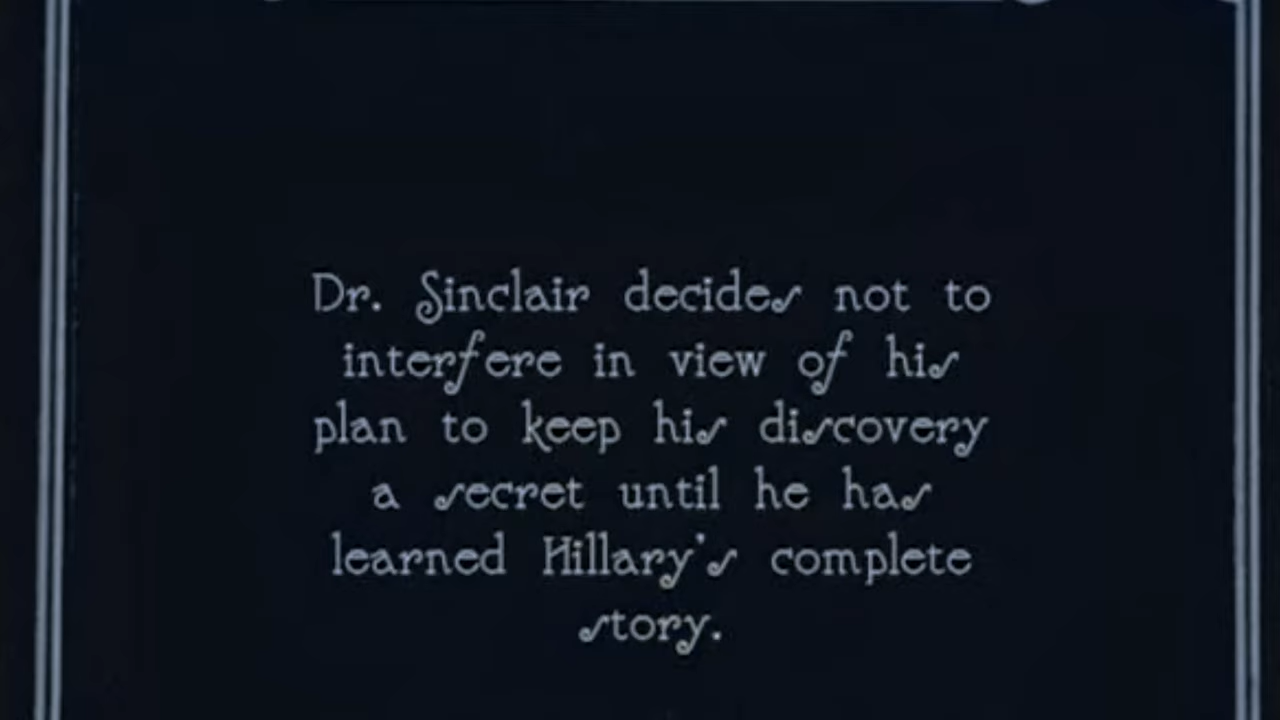 Dr. Sinclair decides not to
interfere in view of his
plan to keep his discovery
a secret until he has
learned Hillary's complete
story.